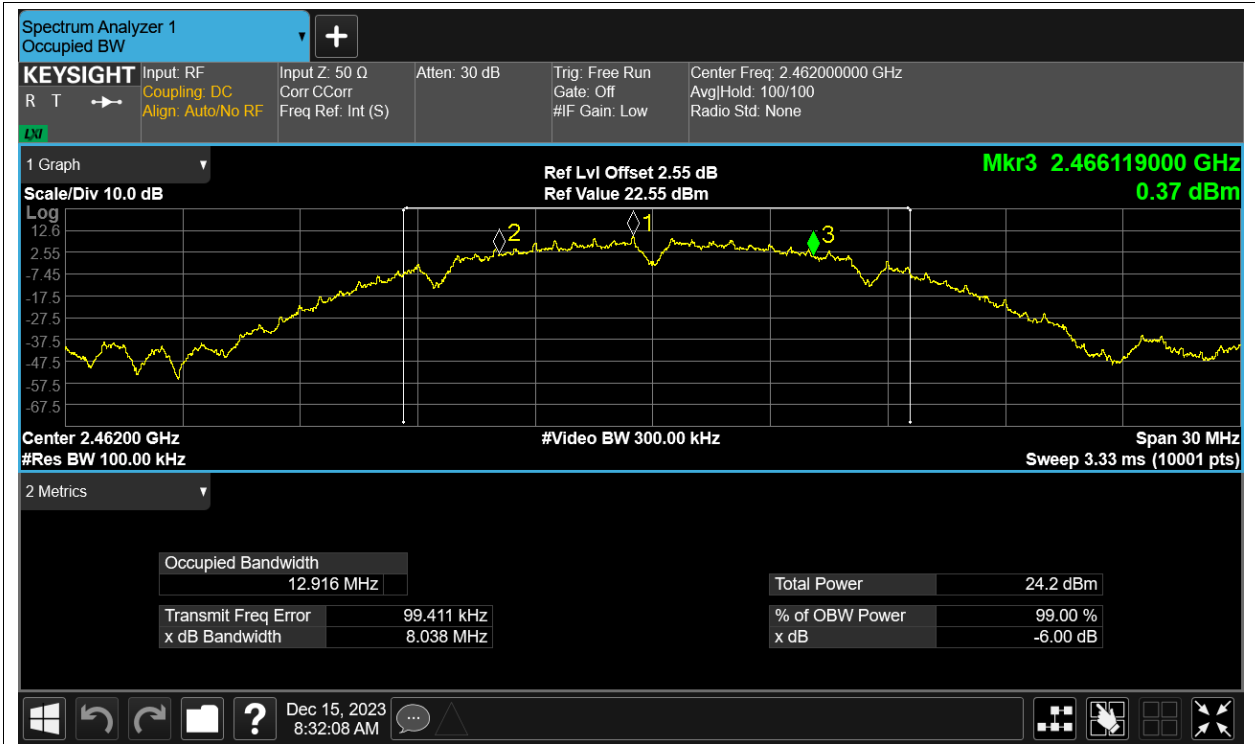 Spectrum Analyzer 1
Occupied BW
KEYSIGHT
R T
LXI
Input: RF
Coupling: DC
Align: Auto/No RF
Input Z: 50 Ω
Corr CCorr
Freq Ref: Int (S)
Atten: 30 dB
Trig: Free Run
Gate: Off
#IF Gain: Low
Center Freq: 2.462000000 GHz
Avg|Hold: 100/100
Radio Std: None
1 Graph
Scale/Div 10.0 dB
Ref Lvl Offset 2.55 dB
Ref Value 22.55 dBm
Mkr3 2.466119000 GHz
0.37 dBm
Log
12.6
2.55
-7.45
-17.5
-27.5
-37.5
-47.5
-57.5
-67.5
2
1
3
Center 2.46200 GHz
#Video BW 300.00 kHz
Span 30 MHz
#Res BW 100.00 kHz
Sweep 3.33 ms (10001 pts)
2 Metrics
Occupied Bandwidth
12.916 MHz
Transmit Freq Error 99.411 kHz
x dB Bandwidth 8.038 MHz
Total Power 24.2 dBm
% of OBW Power 99.00 %
x dB -6.00 dB
?
Dec 15, 2023
8:32:08 AM